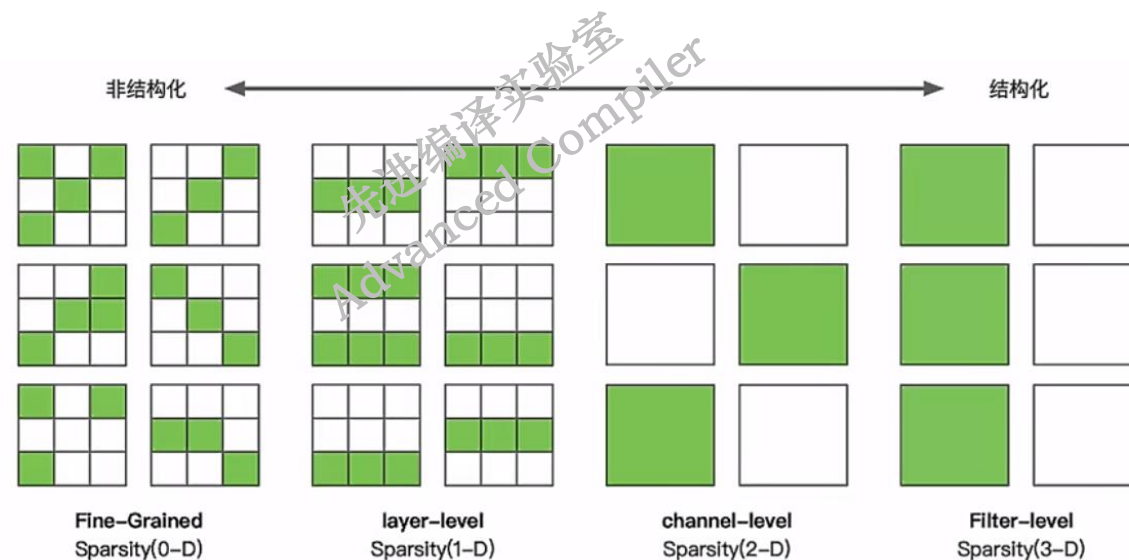 先进编译实验室
Advanced Compiler
非结构化
结构化
Fine-Grained
Sparsity(0-D)
layer-level
Sparsity(1-D)
channel-level
Sparsity(2-D)
Filter-level
Sparsity(3-D)